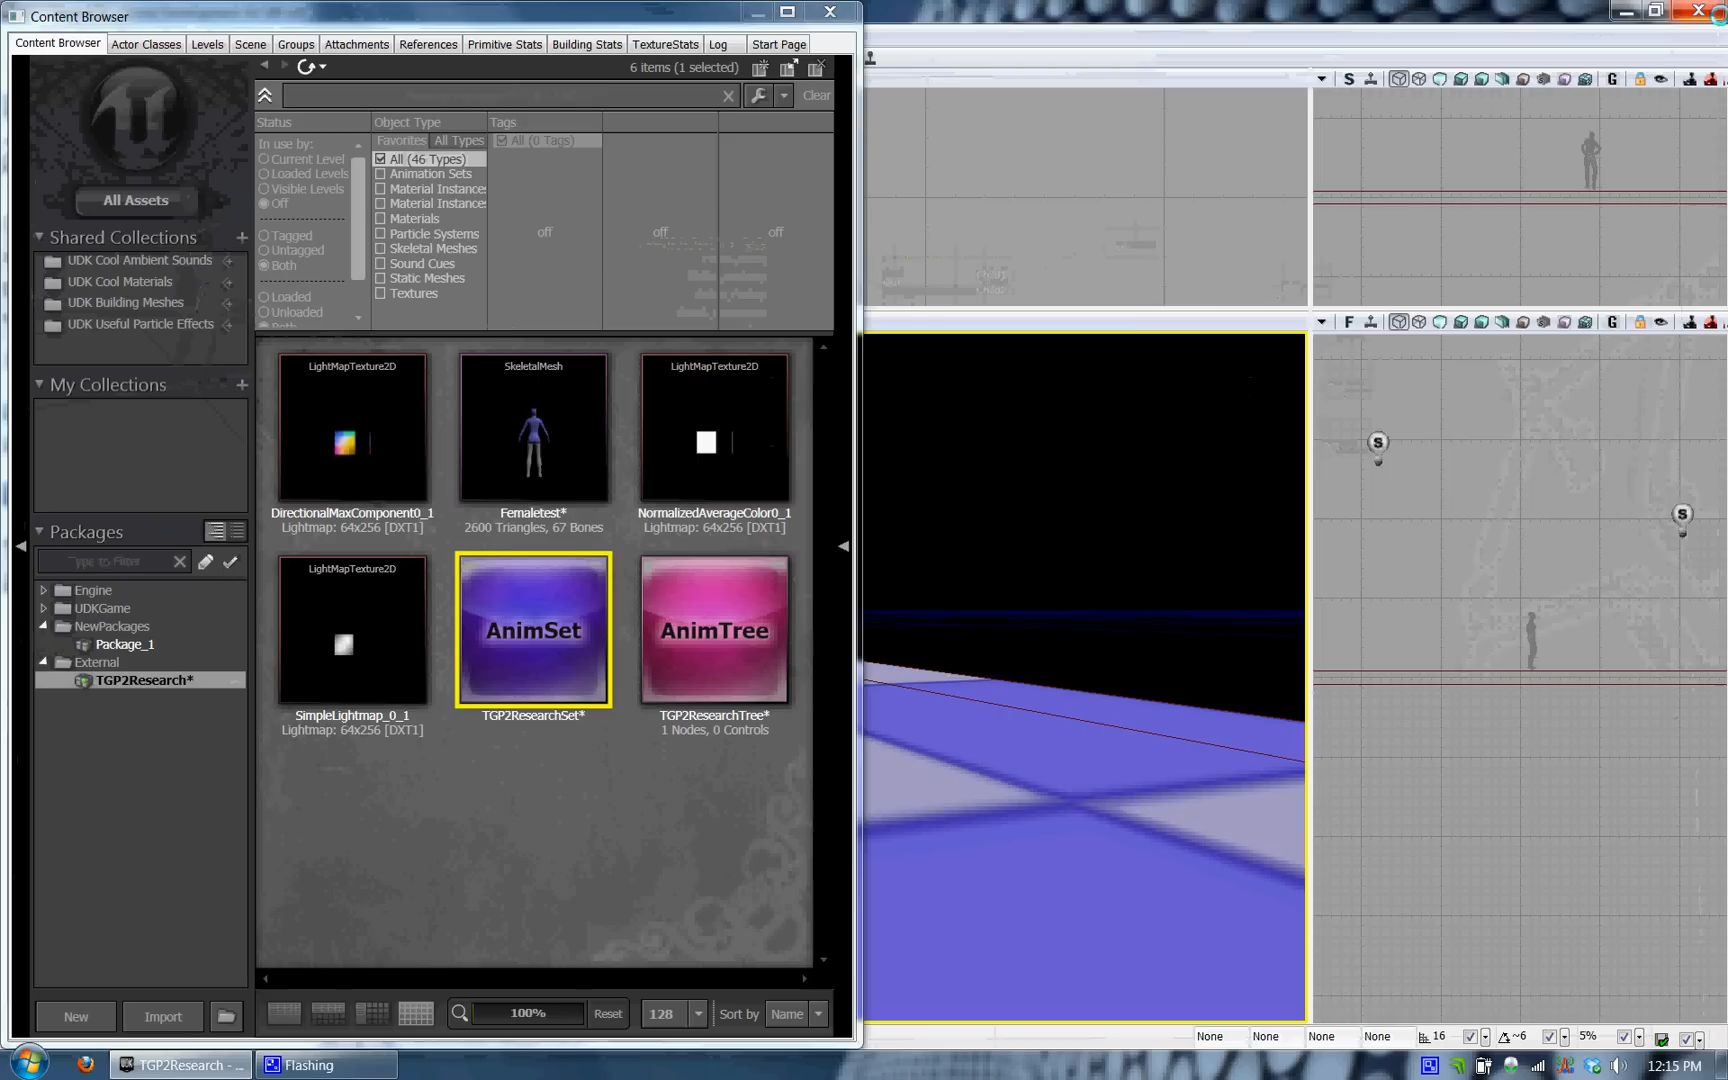 Content Browser
Content Browser Actor Classes Levels Scene Groups Attachments References Primitive Stats Building Stats TextureStats Log Start Page
6 items (1 selected)
Clear
Status Object Type Tags
In use by: Favorites All Types All (0 Tags)
Current Level All (46 Types)
Loaded Levels Animation Sets
Visible Levels Material Instances
Off Material Instances
Materials
Tagged Particle Systems off off off
Untagged Skeletal Meshes
Both Sound Cues
Static Meshes
Loaded Textures
Unloaded
Both
All Assets
Shared Collections +
UDK Cool Ambient Sounds
UDK Cool Materials
UDK Building Meshes
UDK Useful Particle Effects
My Collections +
Packages
Type to Filter
Engine
UDKGame
NewPackages
Package_1
External
TGP2Research*
New Import
LightMapTexture2D SkeletalMesh LightMapTexture2D
DirectionalMaxComponent0_1 Femaletest* NormalizedAverageColor0_1
Lightmap: 64x256 [DXT1] 2600 Triangles, 67 Bones Lightmap: 64x256 [DXT1]
LightMapTexture2D AnimSet AnimTree
SimpleLightmap_0_1 TGP2ResearchSet* TGP2ResearchTree*
Lightmap: 64x256 [DXT1] 1 Nodes, 0 Controls
100% Reset 128 Sort by Name
S G
F G
S
S
None None None None 16 ~6 5%
TGP2Research - ... Flashing 12:15 PM